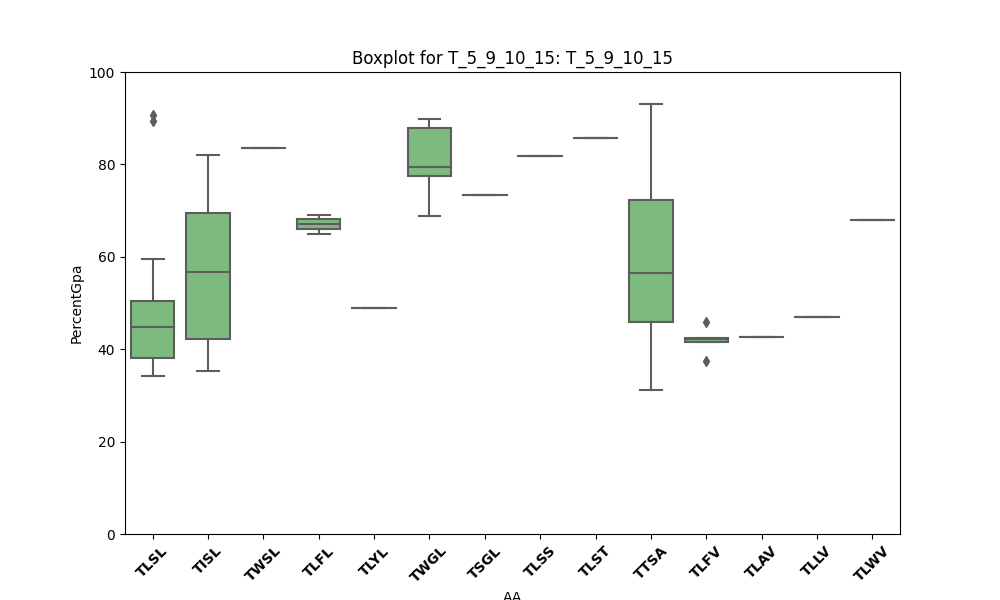 Boxplot for T_5_9_10_15: T_5_9_10_15
100
80
60
40
20
0
PercentGpa
TLSL TISL TWSL TLFL TLYL TWGL TSGL TLSS TLST TTSA TLFV TLAV TLLV TLWV
AA